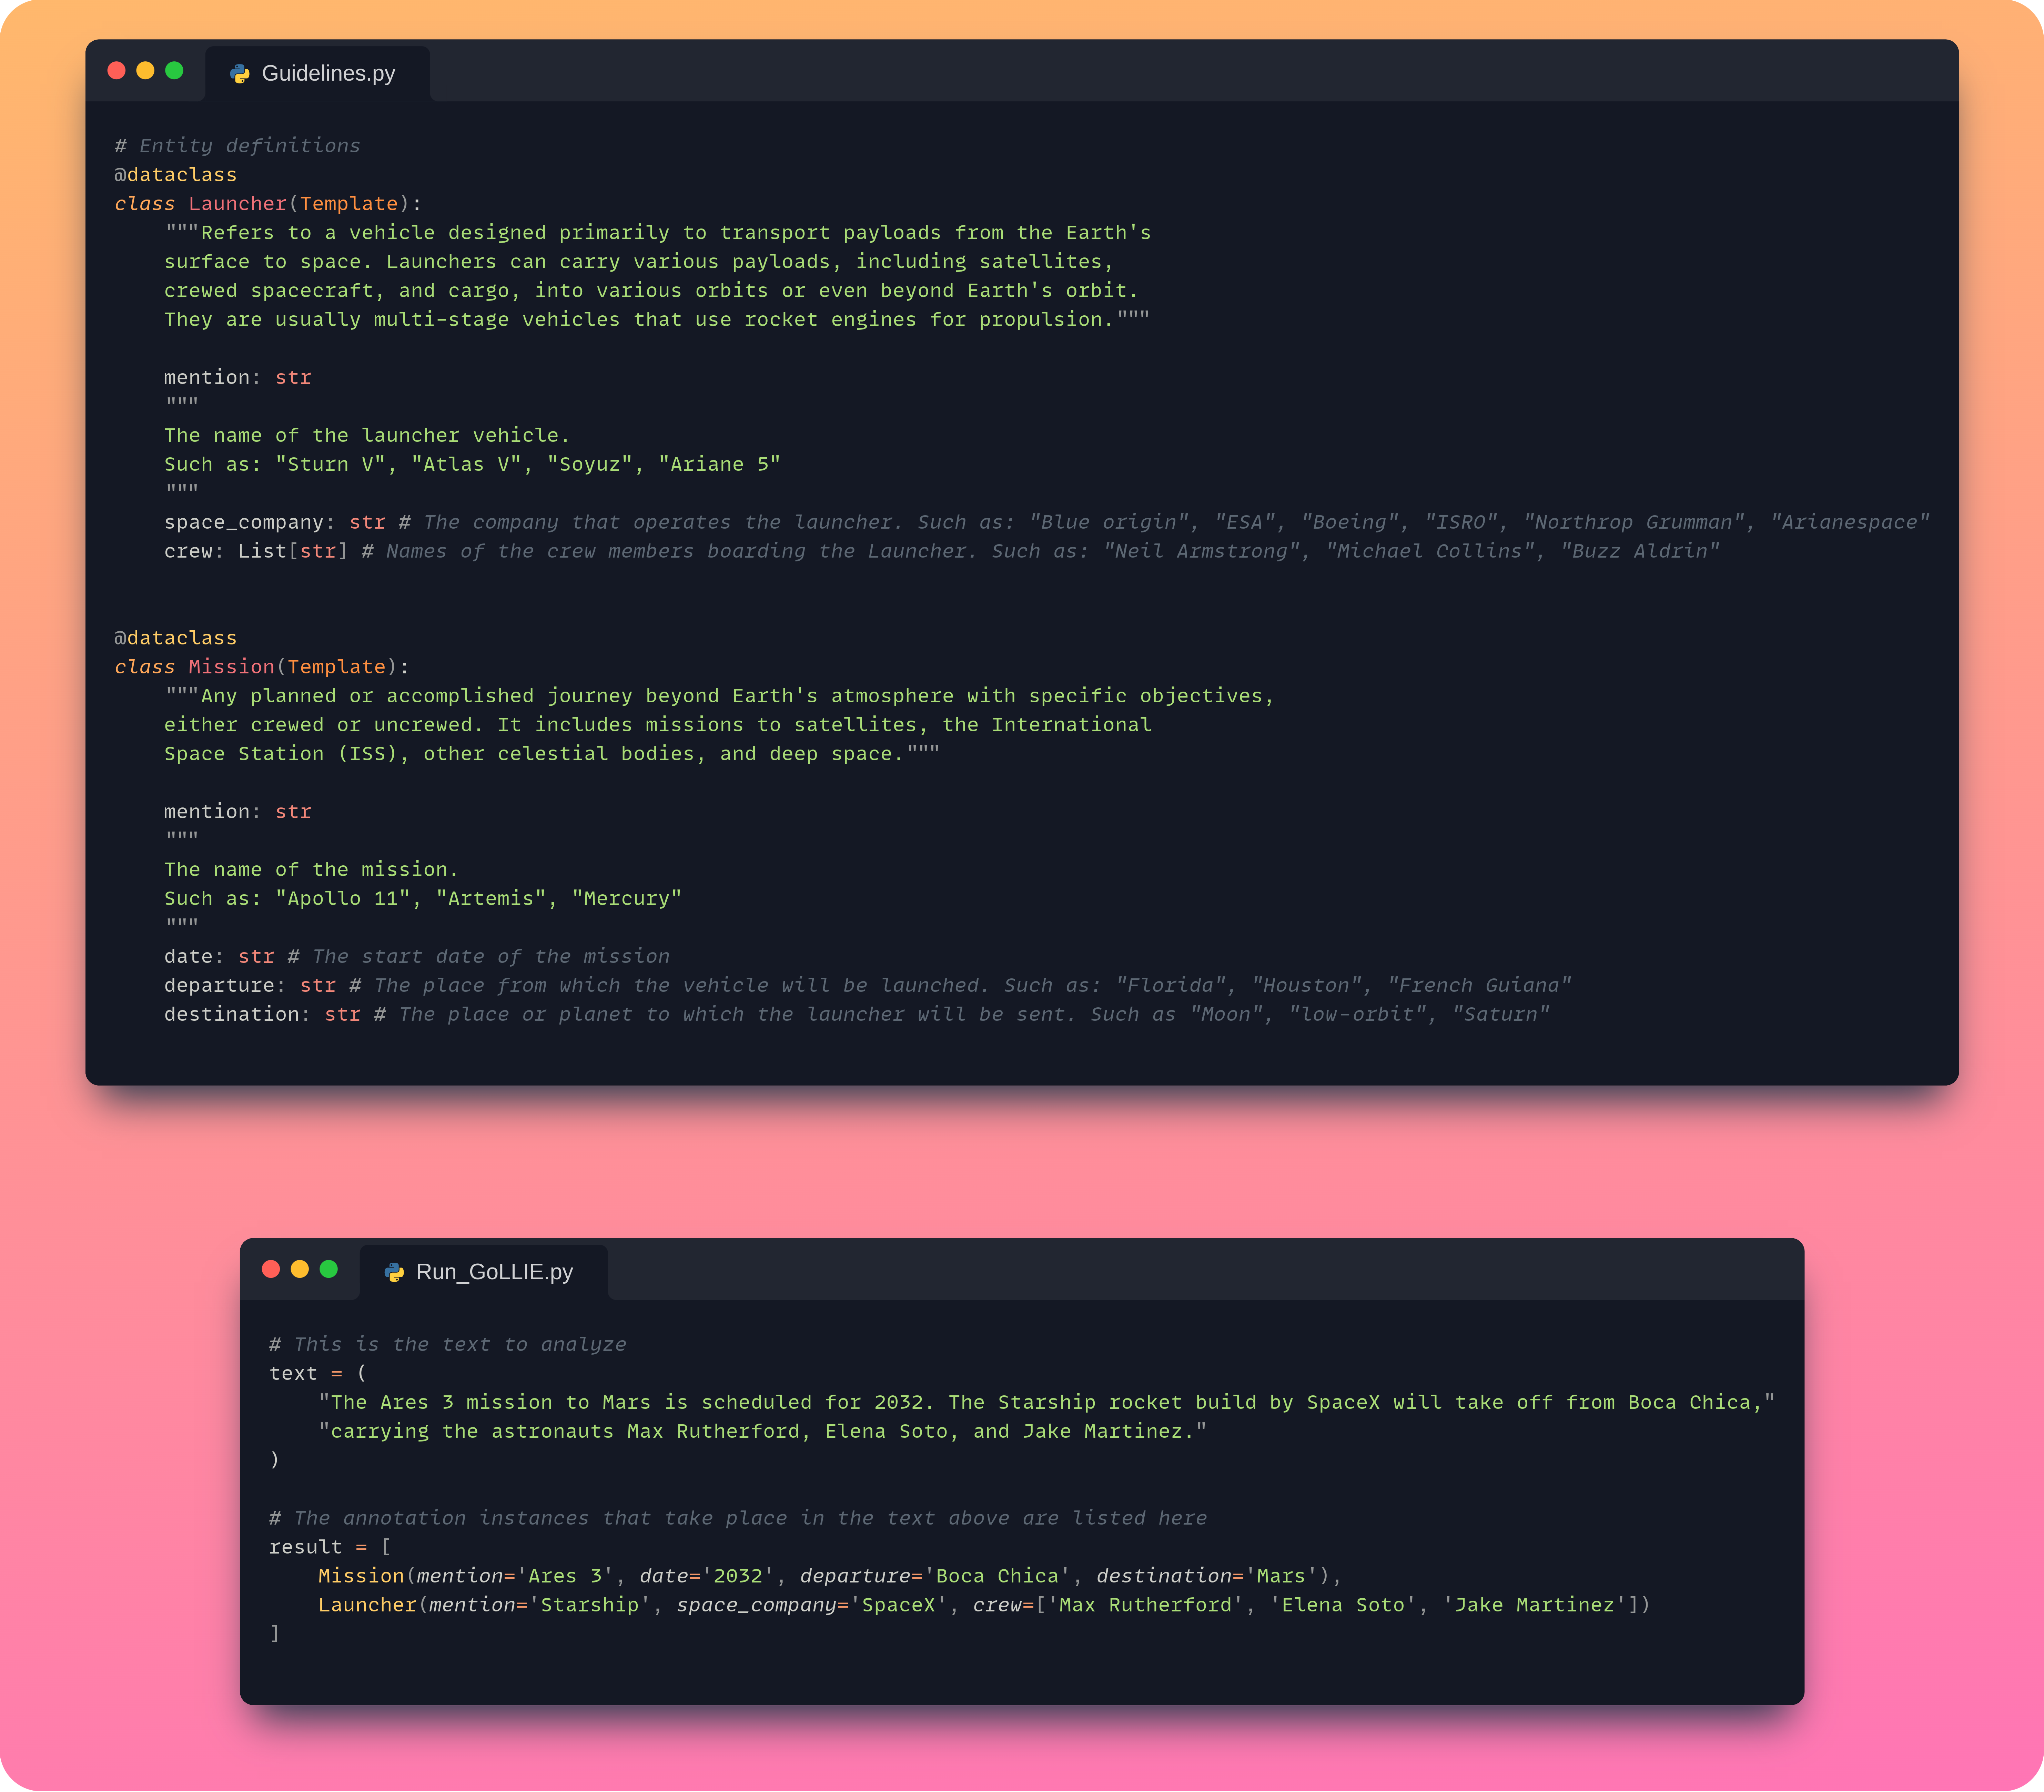 Guidelines.py
# Entity definitions
@dataclass
class Launcher(Template):
"""Refers to a vehicle designed primarily to transport payloads from the Earth's
surface to space. Launchers can carry various payloads, including satellites,
crewed spacecraft, and cargo, into various orbits or even beyond Earth's orbit.
They are usually multi-stage vehicles that use rocket engines for propulsion."""
mention: str
"""
The name of the launcher vehicle.
Such as: "Sturn V", "Atlas V", "Soyuz", "Ariane 5"
"""
space_company: str # The company that operates the launcher. Such as: "Blue origin", "ESA", "Boeing", "ISRO", "Northrop Grumman", "Arianespace"
crew: List[str] # Names of the crew members boarding the Launcher. Such as: "Neil Armstrong", "Michael Collins", "Buzz Aldrin"
@dataclass
class Mission(Template):
"""Any planned or accomplished journey beyond Earth's atmosphere with specific objectives,
either crewed or uncrewed. It includes missions to satellites, the International
Space Station (ISS), other celestial bodies, and deep space."""
mention: str
"""
The name of the mission.
Such as: "Apollo 11", "Artemis", "Mercury"
"""
date: str # The start date of the mission
departure: str # The place from which the vehicle will be launched. Such as: "Florida", "Houston", "French Guiana"
destination: str # The place or planet to which the launcher will be sent. Such as "Moon", "low-orbit", "Saturn"
Run_GoLLIE.py
# This is the text to analyze
text = (
"The Ares 3 mission to Mars is scheduled for 2032. The Starship rocket build by SpaceX will take off from Boca Chica,"
"carrying the astronauts Max Rutherford, Elena Soto, and Jake Martinez."
)
# The annotation instances that take place in the text above are listed here
result = [
Mission(mention='Ares 3', date='2032', departure='Boca Chica', destination='Mars'),
Launcher(mention='Starship', space_company='SpaceX', crew=['Max Rutherford', 'Elena Soto', 'Jake Martinez'])
]